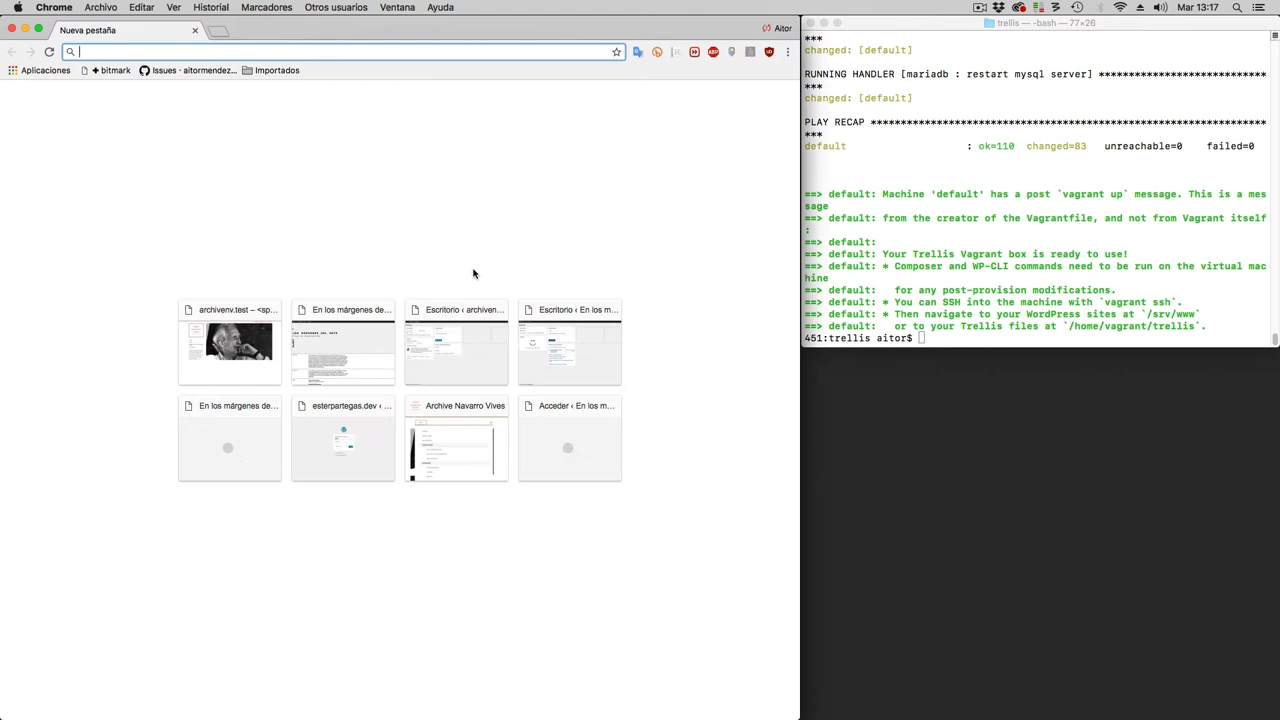 Chrome Archivo Editar Ver Historial Marcadores Otros usuarios Ventana Ayuda Mar 13:17
Nueva pestaña
Aitor
Aplicaciones bitmark Issues · aitormendez... Importados
archivenv.test – <sp...
En los márgenes de...
Escritorio ‹ archiven...
Escritorio ‹ En los m...
En los márgenes de...
esterpartegas.dev ‹ ...
Archive Navarro Vives
Acceder ‹ En los m...
trellis — -bash — 77×26
***
changed: [default]
RUNNING HANDLER [mariadb : restart mysql server] ****************************
***
changed: [default]
PLAY RECAP ******************************************************************
***
default : ok=110 changed=83 unreachable=0 failed=0
==> default: Machine 'default' has a post `vagrant up` message. This is a mes
sage
==> default: from the creator of the Vagrantfile, and not from Vagrant itself
:
==> default:
==> default: Your Trellis Vagrant box is ready to use!
==> default: * Composer and WP-CLI commands need to be run on the virtual mac
hine
==> default: for any post-provision modifications.
==> default: * You can SSH into the machine with `vagrant ssh`.
==> default: * Then navigate to your WordPress sites at `/srv/www`
==> default: or to your Trellis files at `/home/vagrant/trellis`.
451:trellis aitor$